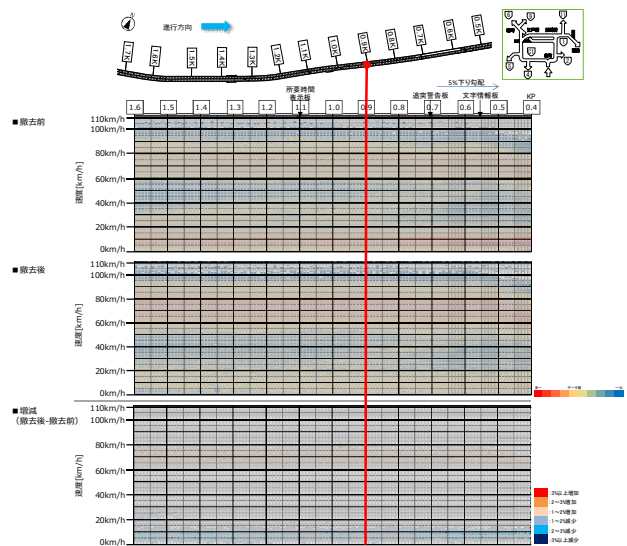 N
進行方向
1.7K
1.6K
1.5K
1.4K
1.3K
1.2K
1.1K
1.0K
0.9K
0.8K
0.7K
0.6K
0.5K
所要時間
表示板
追突警告板
5%下り勾配
文字情報板
KP
1.6 1.5 1.4 1.3 1.2 1.1 1.0 0.9 0.8 0.7 0.6 0.5 0.4
■撤去前
速度[km/h]
110km/h
100km/h
80km/h
60km/h
40km/h
20km/h
0km/h
■撤去後
速度[km/h]
110km/h
100km/h
80km/h
60km/h
40km/h
20km/h
0km/h
■増減
(撤去後-撤去前)
速度[km/h]
110km/h
100km/h
80km/h
60km/h
40km/h
20km/h
0km/h
3%以上増加
2~3%増加
1~2%増加
1~2%減少
2~3%減少
3%以上減少